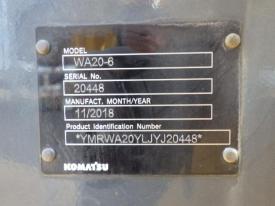 MODEL
WA20-6
SERIAL No.
20448
MANUFACT. MONTH/YEAR
11/2018
Product Identification Number
*YMRWA20YLJYJ20448*
KOMATSU